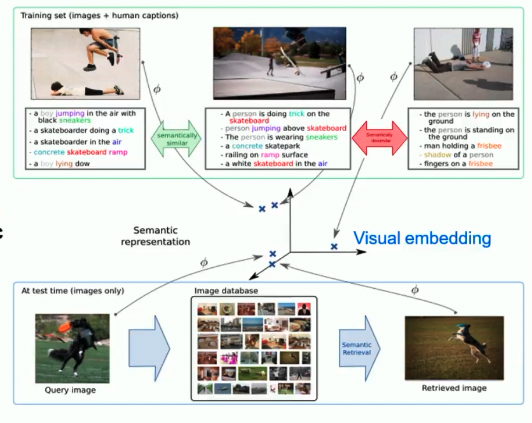 Training set (images + human captions)
- a boy jumping in the air with
black sneakers
- a skateboarder doing a trick
- a skateboarder in the air
- concrete skateboard ramp
- a boy lying dow
semantically
similar
- A person is doing trick on the
skateboard
- person jumping above skateboard
- The person is wearing sneakers
- a concrete skatepark
- railing on ramp surface
- a white skateboard in the air
Semantically
dissimilar
- the person is lying on the
ground
- the person is standing on
the ground
- man holding a frisbee
- shadow of a person
- fingers on a frisbee
ϕ
ϕ
ϕ
c
Semantic
representation
Visual embedding
ϕ
ϕ
At test time (images only)
Image database
Semantic
Retrieval
Query image
Retrieved image